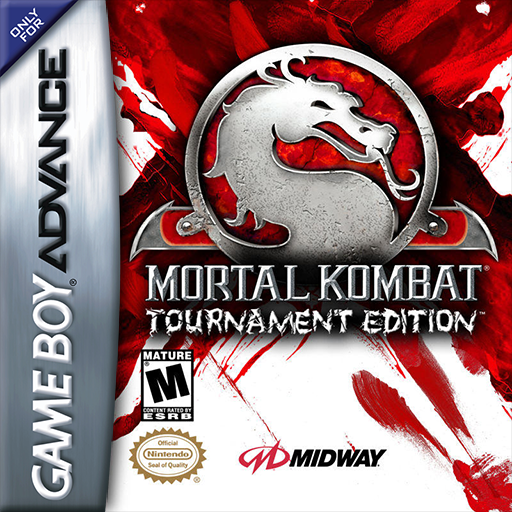 ONLY
FOR
GAME BOY ADVANCE
MORTAL KOMBAT®
TOURNAMENT EDITION™
MATURE
M
CONTENT RATED BY
ESRB
Official
Nintendo
Seal of Quality
MIDWAY